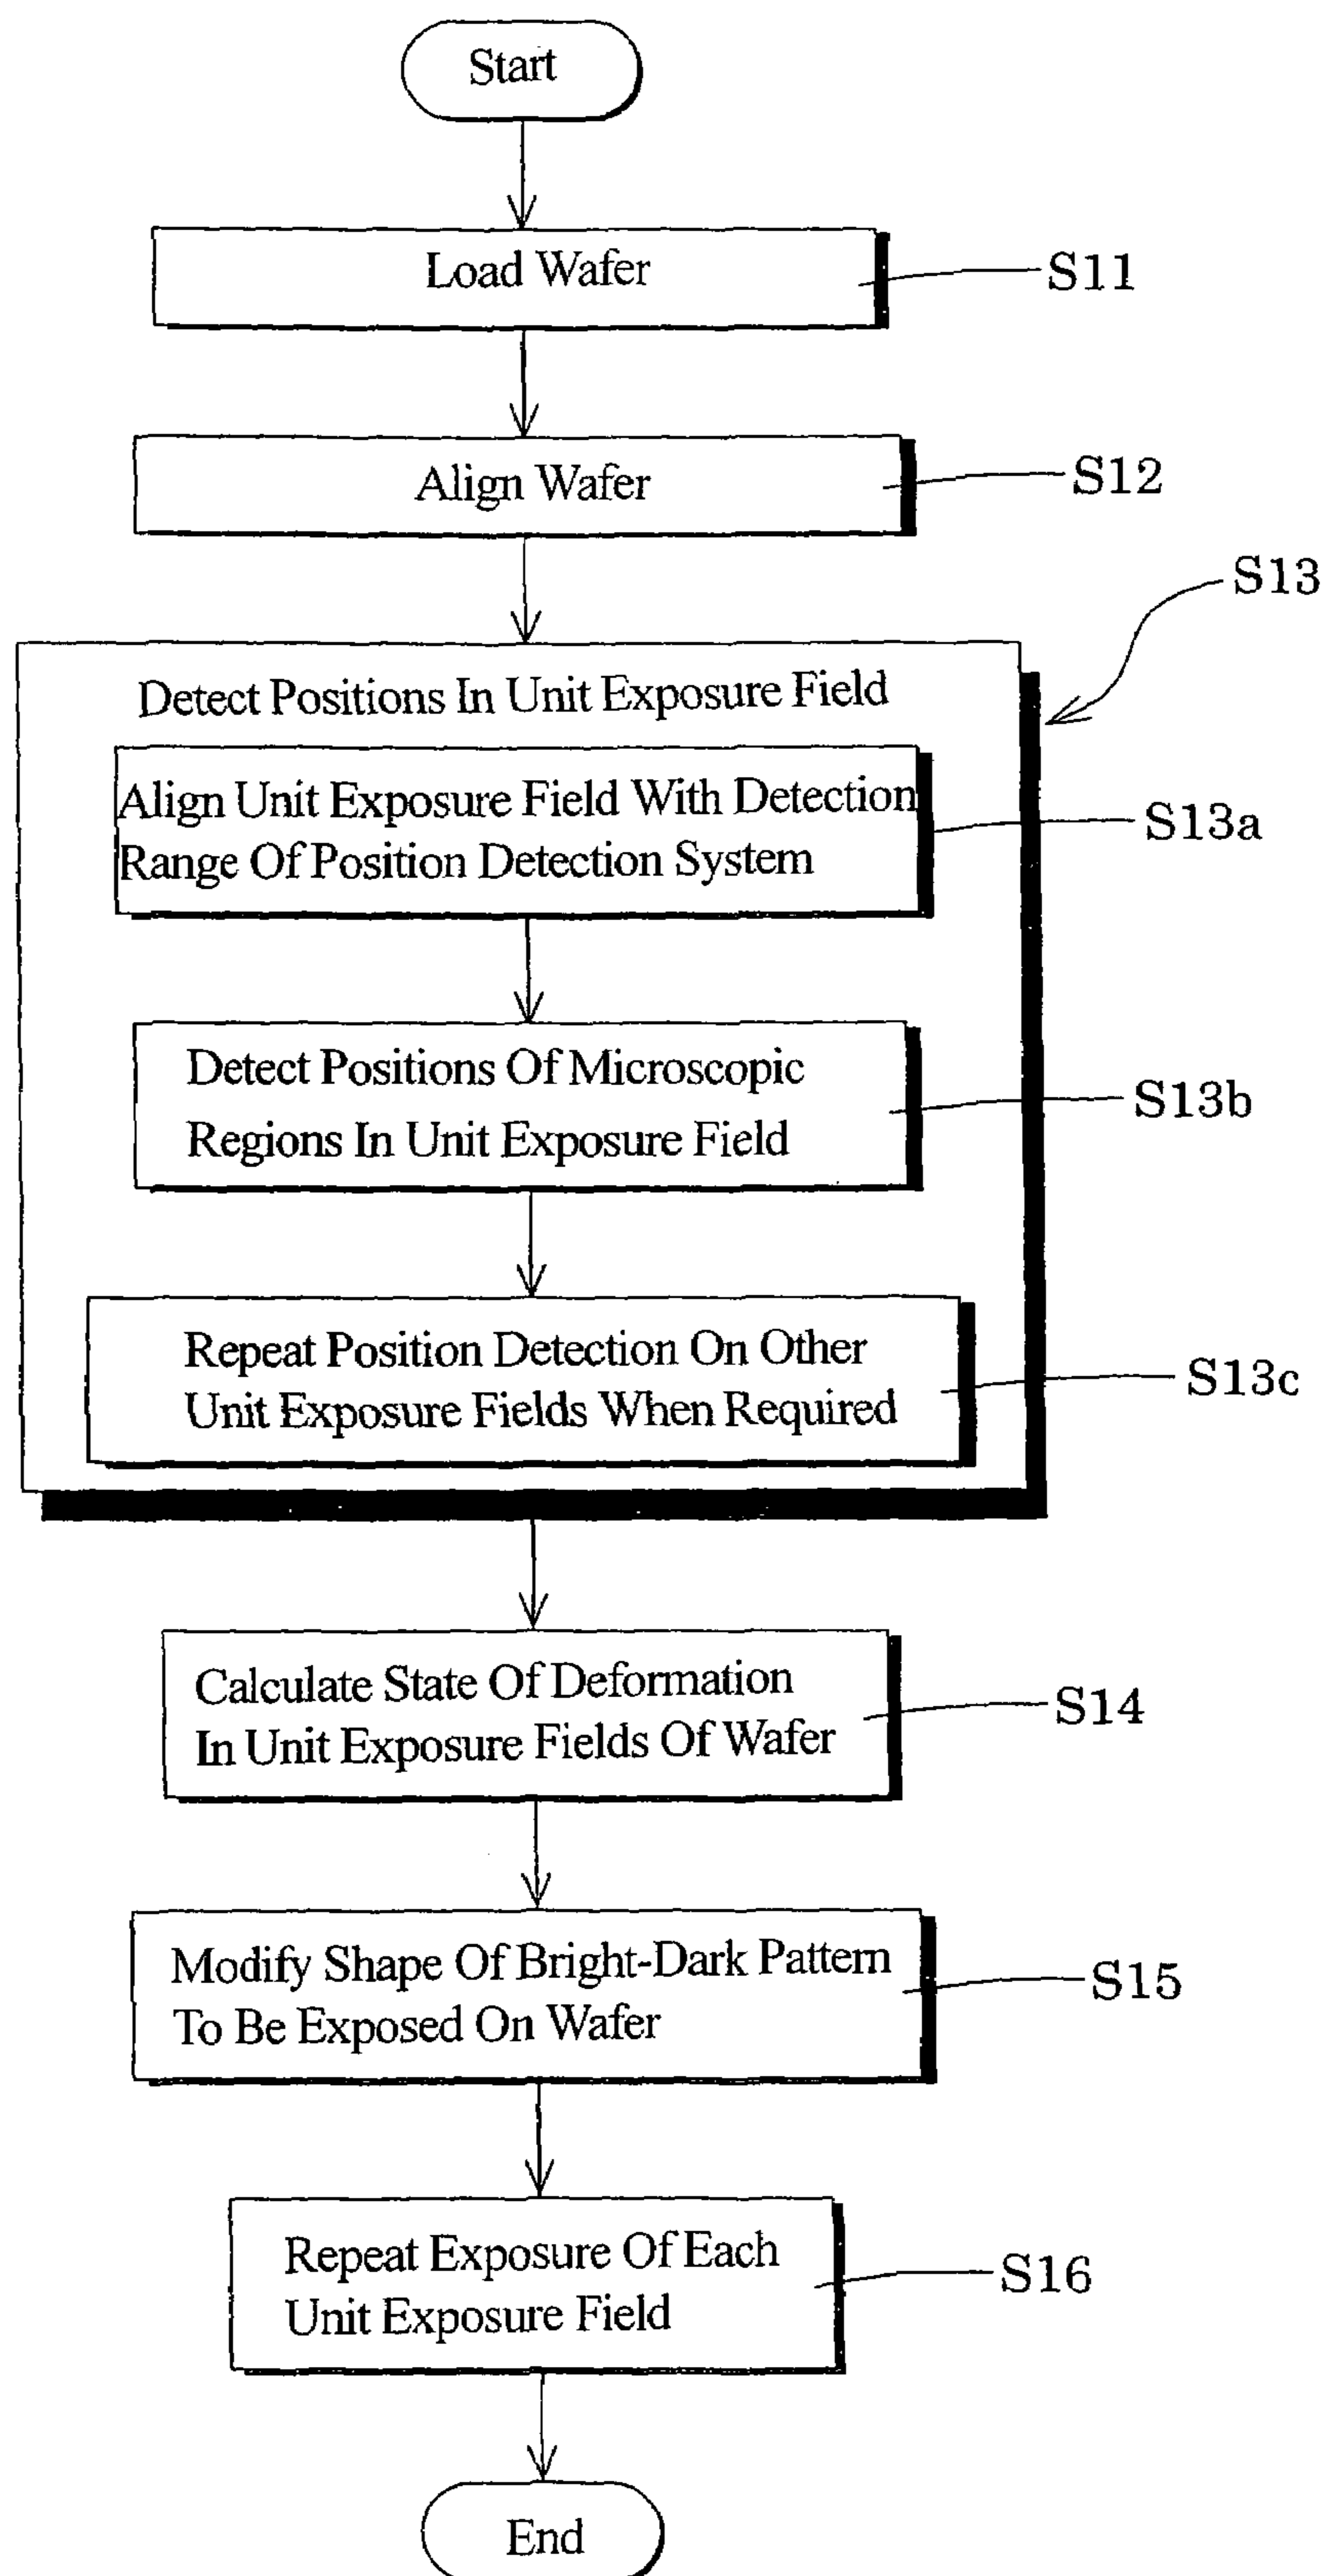 Start
Load Wafer
S11
Align Wafer
S12
S13
Detect Positions In Unit Exposure Field
Align Unit Exposure Field With Detection
Range Of Position Detection System
S13a
Detect Positions Of Microscopic
Regions In Unit Exposure Field
S13b
Repeat Position Detection On Other
Unit Exposure Fields When Required
S13c
Calculate State Of Deformation
In Unit Exposure Fields Of Wafer
S14
Modify Shape Of Bright-Dark Pattern
To Be Exposed On Wafer
S15
Repeat Exposure Of Each
Unit Exposure Field
S16
End